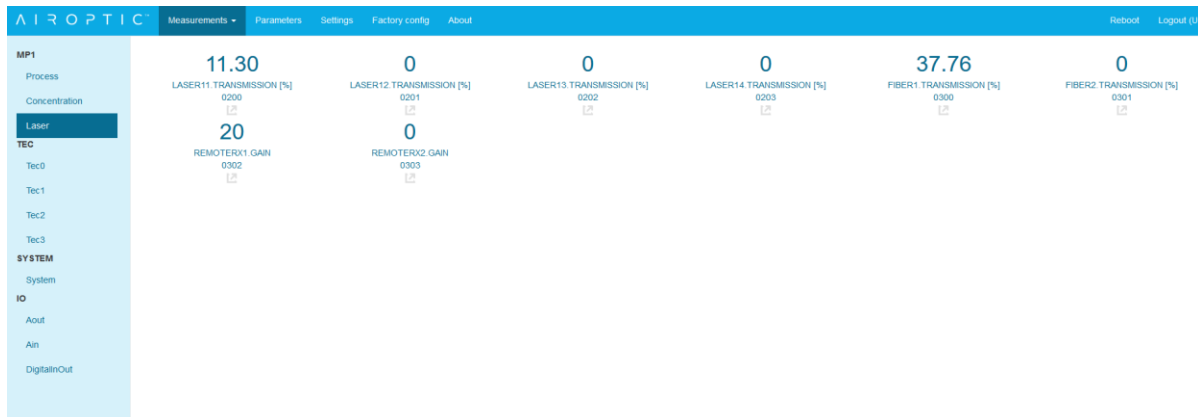 AIROPTIC™ Measurements Parameters Settings Factory config About Reboot Logout (U
MP1
Process
Concentration
Laser
TEC
Tec0
Tec1
Tec2
Tec3
SYSTEM
System
IO
Aout
Ain
DigitalInOut
11.30 0 0 0 37.76 0
LASER11.TRANSMISSION [%] LASER12.TRANSMISSION [%] LASER13.TRANSMISSION [%] LASER14.TRANSMISSION [%] FIBER1.TRANSMISSION [%] FIBER2.TRANSMISSION [%]
0200 0201 0202 0203 0300 0301
20 0
REMOTERX1.GAIN REMOTERX2.GAIN
0302 0303